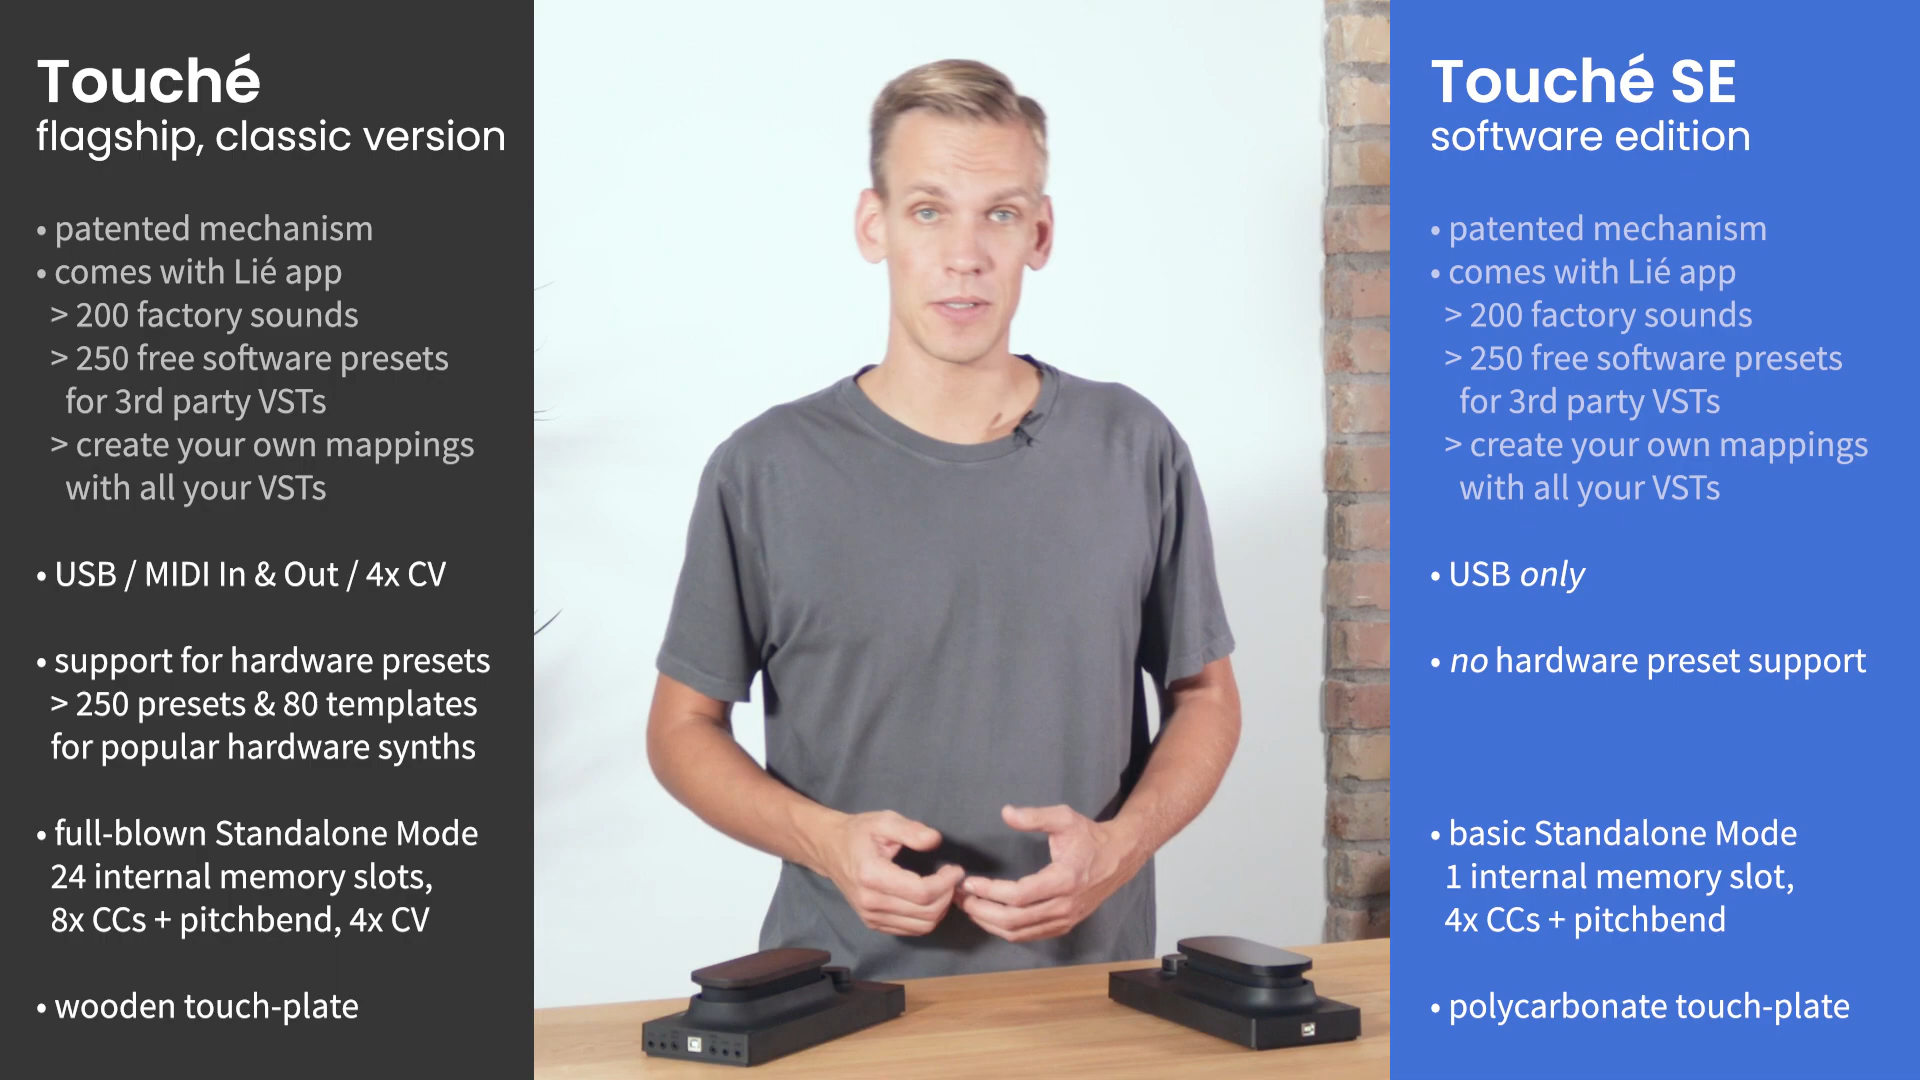 Touché
flagship, classic version
• patented mechanism
• comes with Lié app
> 200 factory sounds
> 250 free software presets
for 3rd party VSTs
> create your own mappings
with all your VSTs
• USB / MIDI In & Out / 4x CV
• support for hardware presets
> 250 presets & 80 templates
for popular hardware synths
• full-blown Standalone Mode
24 internal memory slots,
8x CCs + pitchbend, 4x CV
• wooden touch-plate
Touché SE
software edition
• patented mechanism
• comes with Lié app
> 200 factory sounds
> 250 free software presets
for 3rd party VSTs
> create your own mappings
with all your VSTs
• USB only
• no hardware preset support
• basic Standalone Mode
1 internal memory slot,
4x CCs + pitchbend
• polycarbonate touch-plate